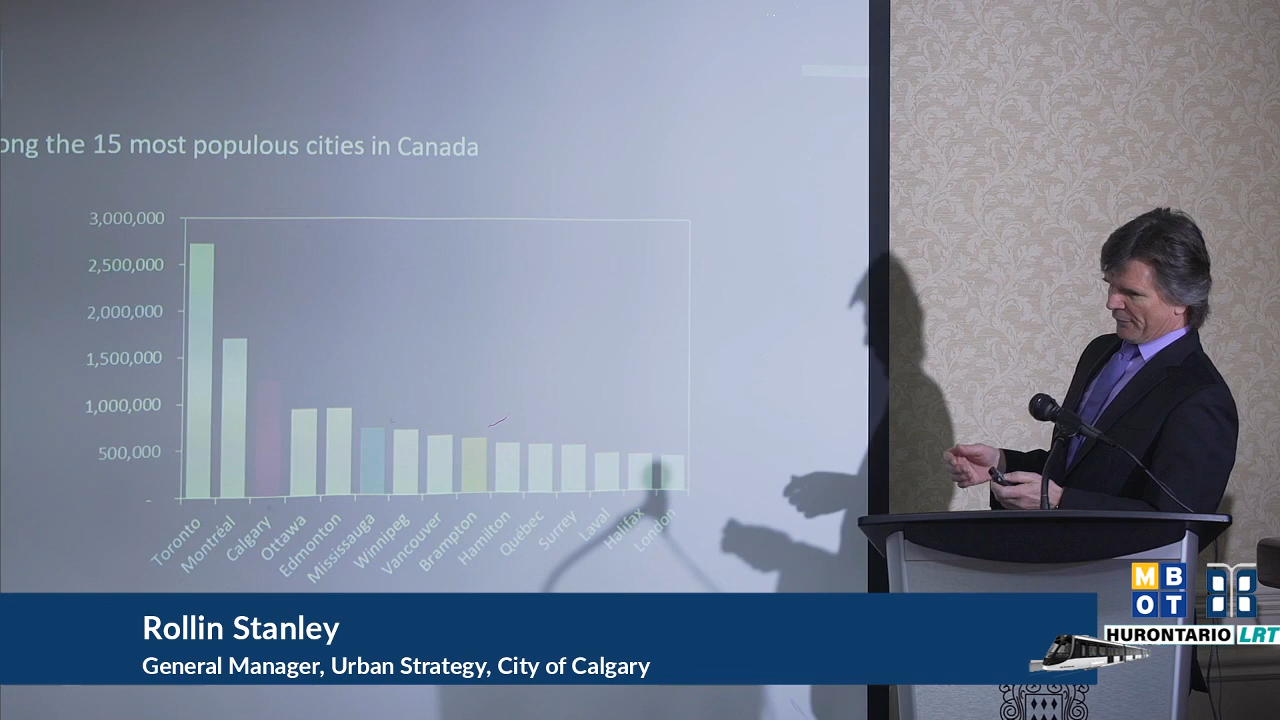 ong the 15 most populous cities in Canada
3,000,000
2,500,000
2,000,000
1,500,000
1,000,000
500,000
-
Toronto
Montréal
Calgary
Ottawa
Edmonton
Mississauga
Winnipeg
Vancouver
Brampton
Hamilton
Québec
Surrey
Laval
Halifax
London
Rollin Stanley
General Manager, Urban Strategy, City of Calgary
MB
OT
HURONTARIO LRT